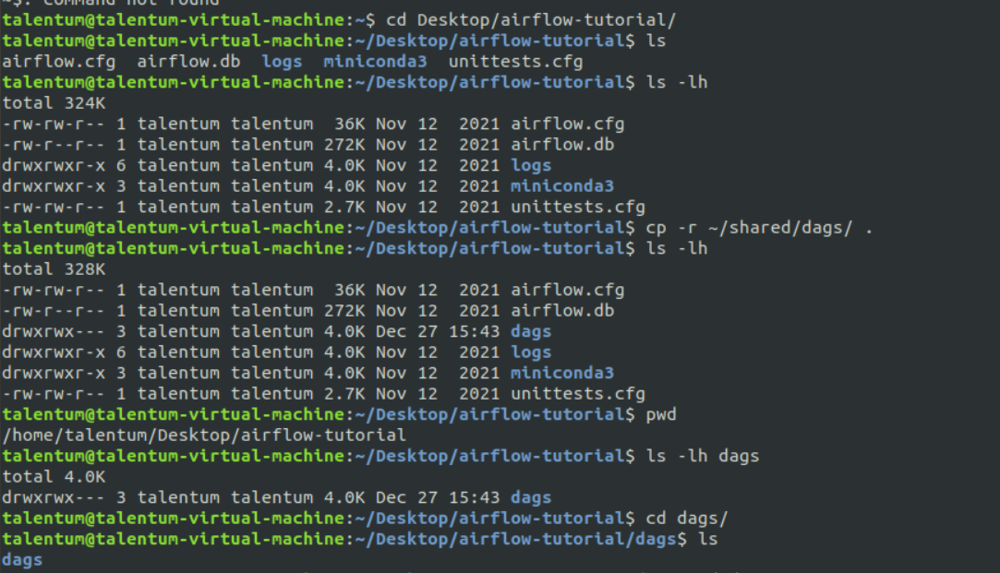 ~$: command not found
talentum@talentum-virtual-machine:~$ cd Desktop/airflow-tutorial/
talentum@talentum-virtual-machine:~/Desktop/airflow-tutorial$ ls
airflow.cfg  airflow.db  logs  miniconda3  unittests.cfg
talentum@talentum-virtual-machine:~/Desktop/airflow-tutorial$ ls -lh
total 324K
-rw-rw-r-- 1 talentum talentum  36K Nov 12  2021 airflow.cfg
-rw-r--r-- 1 talentum talentum 272K Nov 12  2021 airflow.db
drwxrwxr-x 6 talentum talentum 4.0K Nov 12  2021 logs
drwxrwxr-x 3 talentum talentum 4.0K Nov 12  2021 miniconda3
-rw-rw-r-- 1 talentum talentum 2.7K Nov 12  2021 unittests.cfg
talentum@talentum-virtual-machine:~/Desktop/airflow-tutorial$ cp -r ~/shared/dags/ .
talentum@talentum-virtual-machine:~/Desktop/airflow-tutorial$ ls -lh
total 328K
-rw-rw-r-- 1 talentum talentum  36K Nov 12  2021 airflow.cfg
-rw-r--r-- 1 talentum talentum 272K Nov 12  2021 airflow.db
drwxrwx--- 3 talentum talentum 4.0K Dec 27 15:43 dags
drwxrwxr-x 6 talentum talentum 4.0K Nov 12  2021 logs
drwxrwxr-x 3 talentum talentum 4.0K Nov 12  2021 miniconda3
-rw-rw-r-- 1 talentum talentum 2.7K Nov 12  2021 unittests.cfg
talentum@talentum-virtual-machine:~/Desktop/airflow-tutorial$ pwd
/home/talentum/Desktop/airflow-tutorial
talentum@talentum-virtual-machine:~/Desktop/airflow-tutorial$ ls -lh dags
total 4.0K
drwxrwx--- 3 talentum talentum 4.0K Dec 27 15:43 dags
talentum@talentum-virtual-machine:~/Desktop/airflow-tutorial$ cd dags/
talentum@talentum-virtual-machine:~/Desktop/airflow-tutorial/dags$ ls
dags